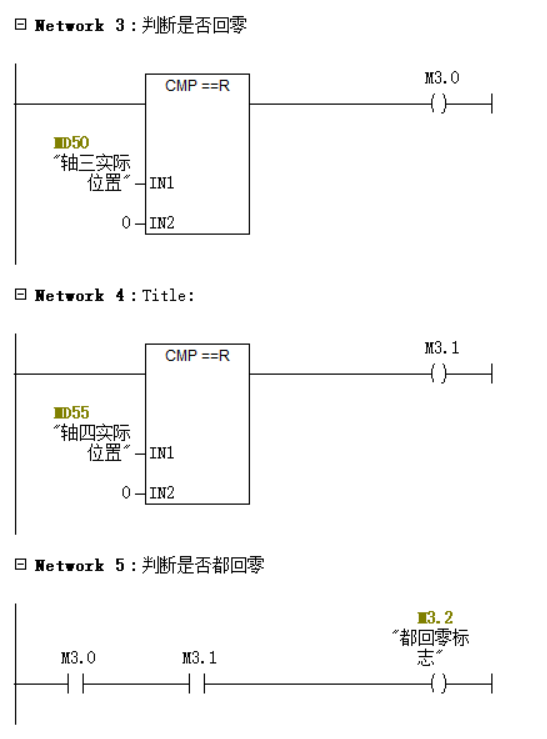 Network 3：判断是否回零
CMP ==R
M3.0
MD50
"轴三实际
位置"
IN1
0
IN2
Network 4：Title:
CMP ==R
M3.1
MD55
"轴四实际
位置"
IN1
0
IN2
Network 5：判断是否都回零
M3.2
"都回零标
志"
M3.0
M3.1